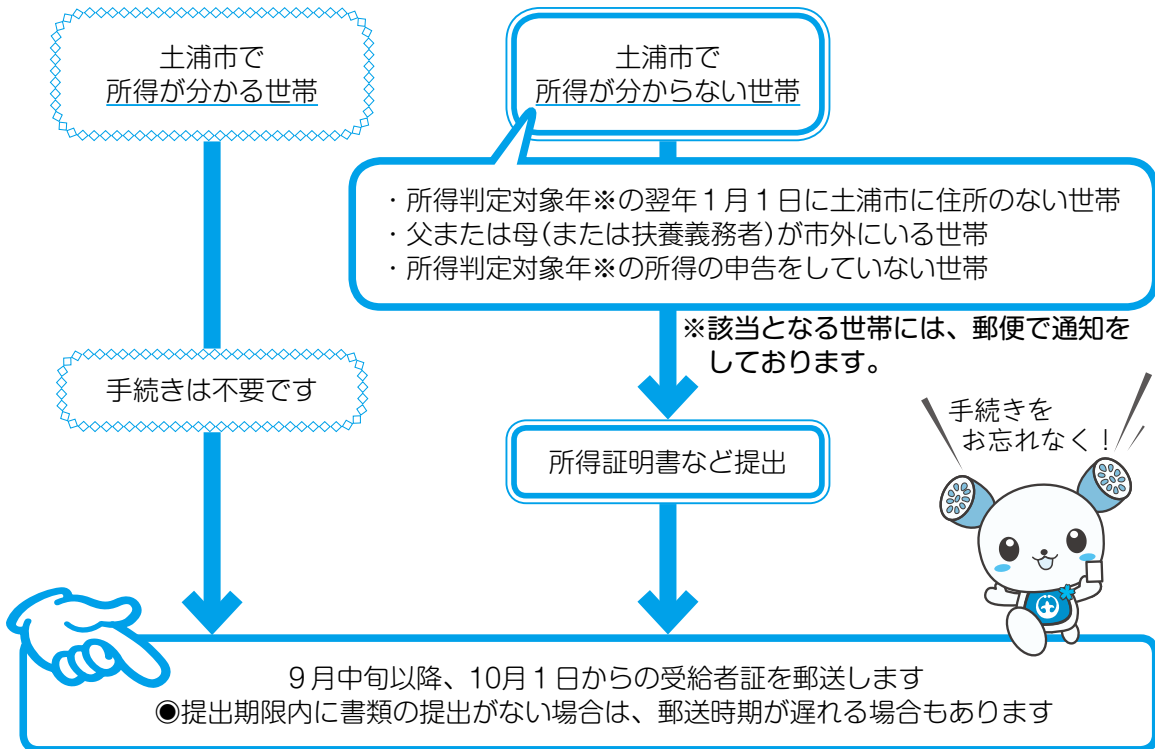 土浦市で
所得が分かる世帯
土浦市で
所得が分からない世帯
・所得判定対象年※の翌年１月１日に土浦市に住所のない世帯
・父または母(または扶養義務者)が市外にいる世帯
・所得判定対象年※の所得の申告をしていない世帯
※該当となる世帯には、郵便で通知を
しております。
手続きは不要です
所得証明書など提出
手続きを
お忘れなく！
９月中旬以降、10月１日からの受給者証を郵送します
◉提出期限内に書類の提出がない場合は、郵送時期が遅れる場合もあります